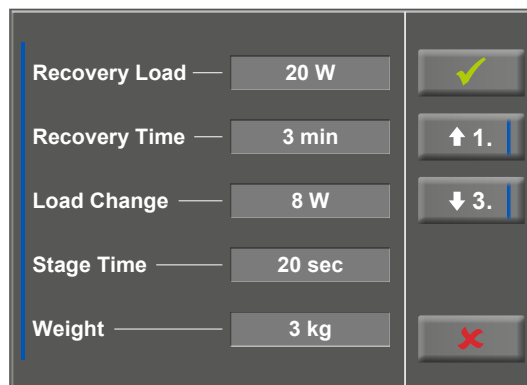 Recovery Load 20 W
Recovery Time 3 min
1.
Load Change 8 W
3.
Stage Time 20 sec
Weight 3 kg